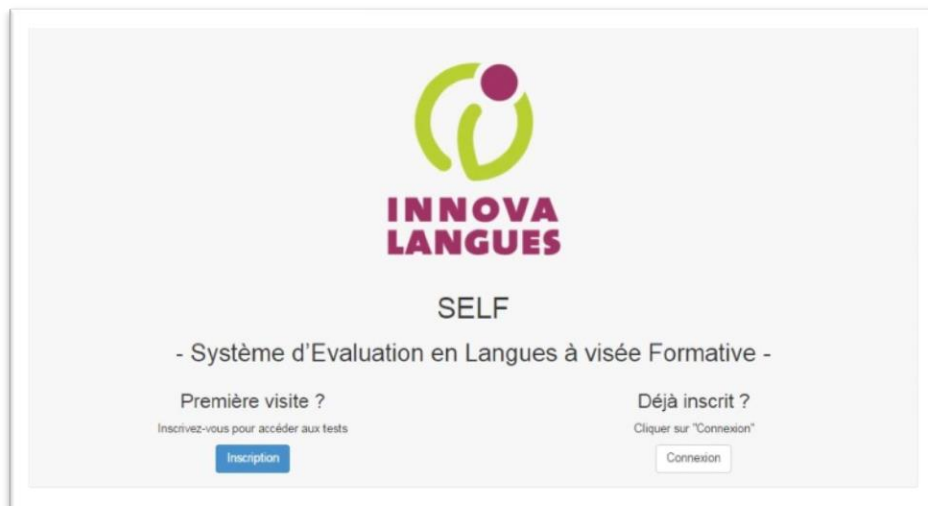 INNOVA
LANGUES
SELF
- Système d'Evaluation en Langues à visée Formative -
Première visite ?
Inscrivez-vous pour accéder aux tests
Inscription
Déjà inscrit ?
Cliquer sur "Connexion"
Connexion